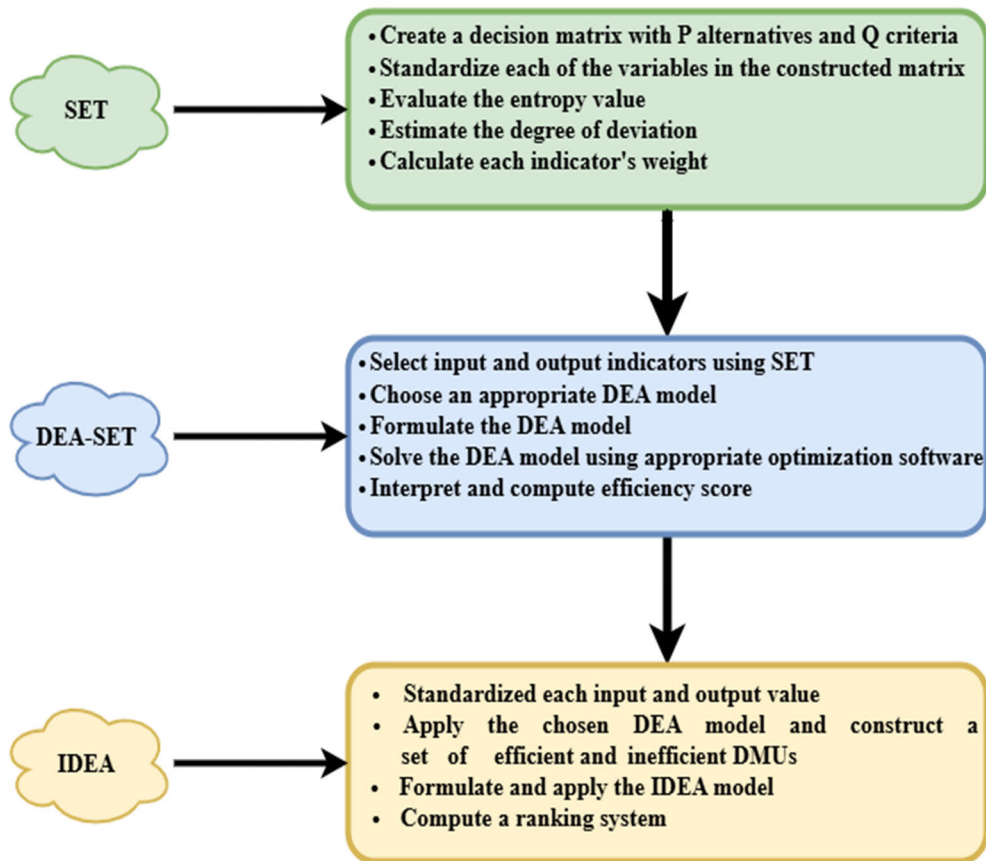 SET
• Create a decision matrix with P alternatives and Q criteria
• Standardize each of the variables in the constructed matrix
• Evaluate the entropy value
• Estimate the degree of deviation
• Calculate each indicator's weight
DEA-SET
• Select input and output indicators using SET
• Choose an appropriate DEA model
• Formulate the DEA model
• Solve the DEA model using appropriate optimization software
• Interpret and compute efficiency score
IDEA
• Standardized each input and output value
• Apply the chosen DEA model and construct a
set of efficient and inefficient DMUs
• Formulate and apply the IDEA model
• Compute a ranking system